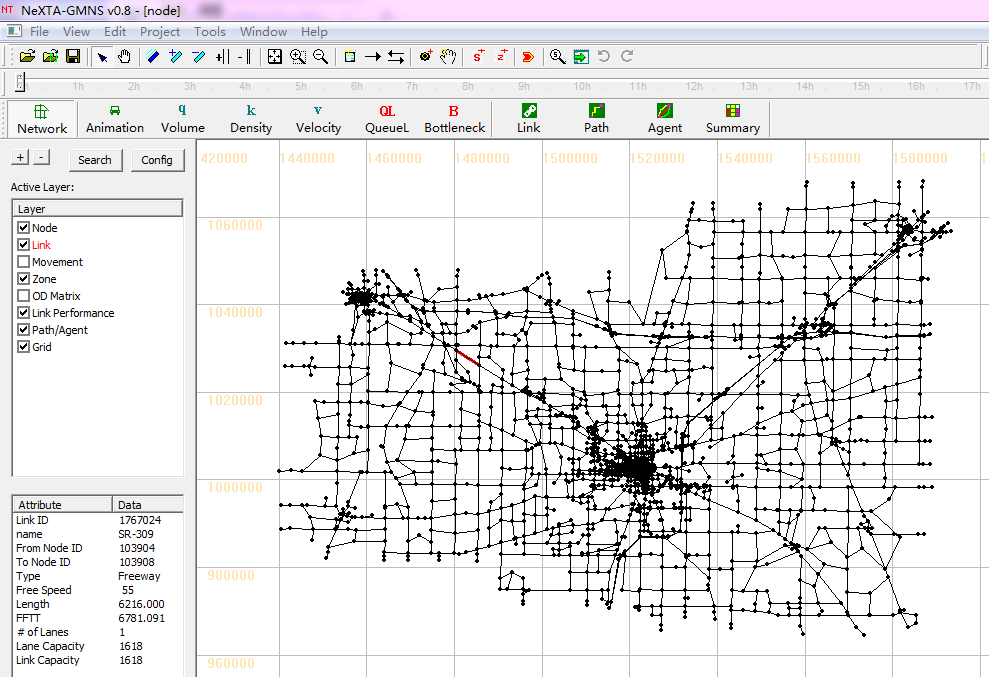 NeXTA-GMNS v0.8 - [node]
File View Edit Project Tools Window Help
1h 2h 3h 4h 5h 6h 7h 8h 9h 10h 11h 12h 13h 14h 15h 16h 17h
Network Animation Volume Density Velocity QueueL Bottleneck Link Path Agent Summary
q k v QL B
+ - Search Config
Active Layer:
Layer
Node
Link
Movement
Zone
OD Matrix
Link Performance
Path/Agent
Grid
Attribute Data
Link ID 1767024
name SR-309
From Node ID 103904
To Node ID 103908
Type Freeway
Free Speed 55
Length 6216.000
FFTT 6781.091
# of Lanes 1
Lane Capacity 1618
Link Capacity 1618
420000 1440000 1460000 1480000 1500000 1520000 1540000 1560000 1580000
1060000
1040000
1020000
1000000
980000
960000